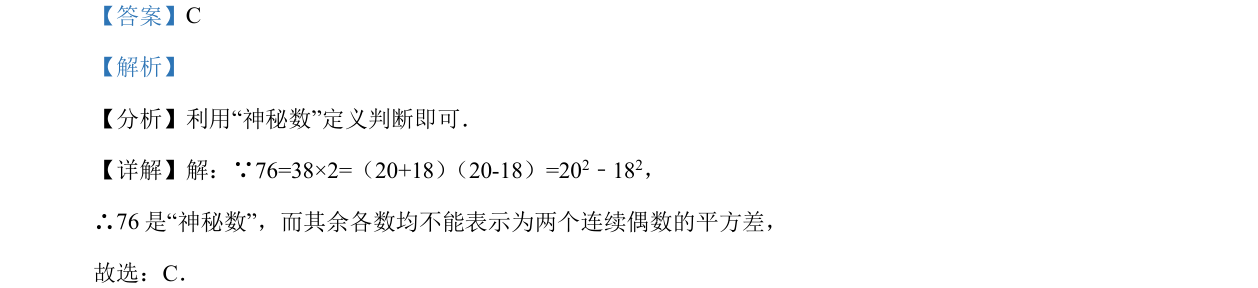 【答案】C
【解析】
【分析】利用“神秘数”定义判断即可．
【详解】解：∵76=38×2=（20+18）（20-18）=20²﹣18²，
∴76 是“神秘数”，而其余各数均不能表示为两个连续偶数的平方差，
故选：C．